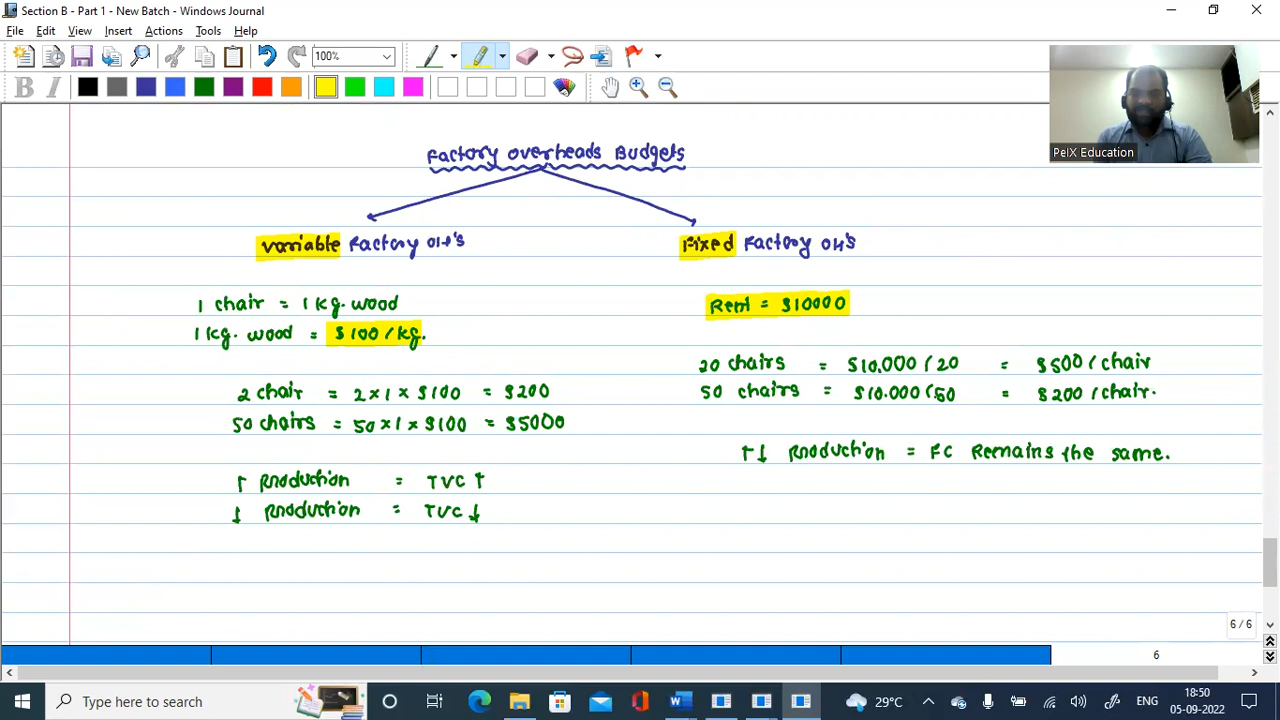 Section B - Part 1 - New Batch - Windows Journal
File Edit View Insert Actions Tools Help
100%
B I
PelX Education
Factory overheads Budgets
Variable Factory OH's
Fixed Factory OH's
1 chair = 1 kg. wood
1 kg. wood = $100/kg.
Rent = $10000
20 chairs = $10.000/20 = $500/chair
50 chairs = $10.000/50 = $200/chair.
2 chair = 2×1×$100 = $200
50 chairs = 50×1×$100 = $5000
↑↓ Production = FC Remains the same.
↑ Production = TVC ↑
↓ Production = TVC ↓
6/6
6
Type here to search
29°C
ENG
18:50
05-09-2022